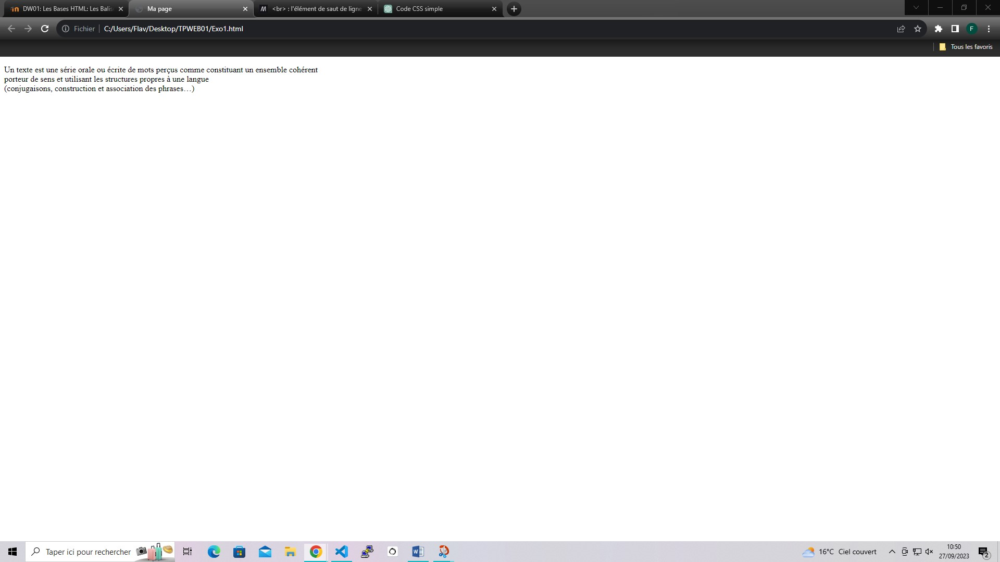 DW01: Les Bases HTML: Les Balis
Ma page
<br> : l'élément de saut de ligne
Code CSS simple
Fichier
C:/Users/Flav/Desktop/TPWEB01/Exo1.html
F
Tous les favoris
Un texte est une série orale ou écrite de mots perçus comme constituant un ensemble cohérent
porteur de sens et utilisant les structures propres à une langue
(conjugaisons, construction et association des phrases…)
Taper ici pour rechercher
16°C Ciel couvert
10:50
27/09/2023
2